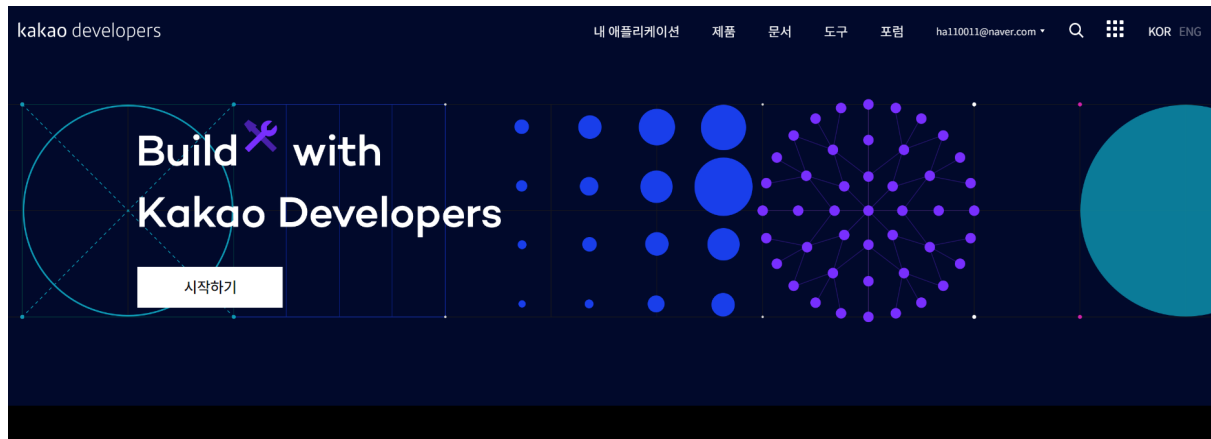 kakao developers
내 애플리케이션 제품 문서 도구 포럼 ha110011@naver.com KOR ENG
Build with
Kakao Developers
시작하기